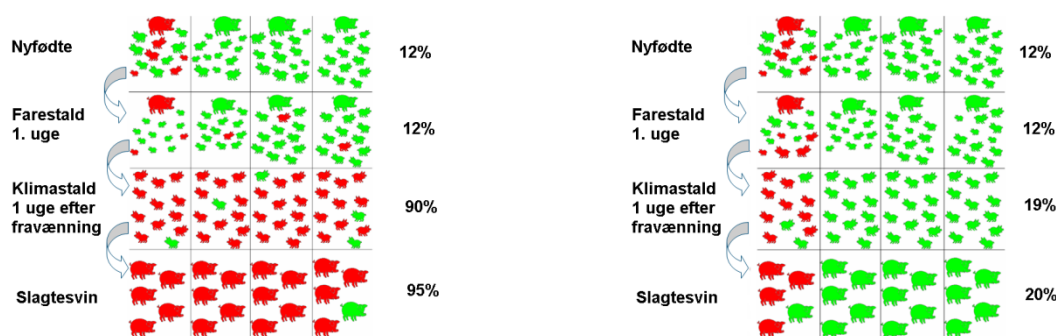 Nyfødte
12%
Farestald
1. uge
12%
Klimastald
1 uge efter
fravænning
90%
Slagtesvin
95%
Nyfødte
12%
Farestald
1. uge
12%
Klimastald
1 uge efter
fravænning
19%
Slagtesvin
20%